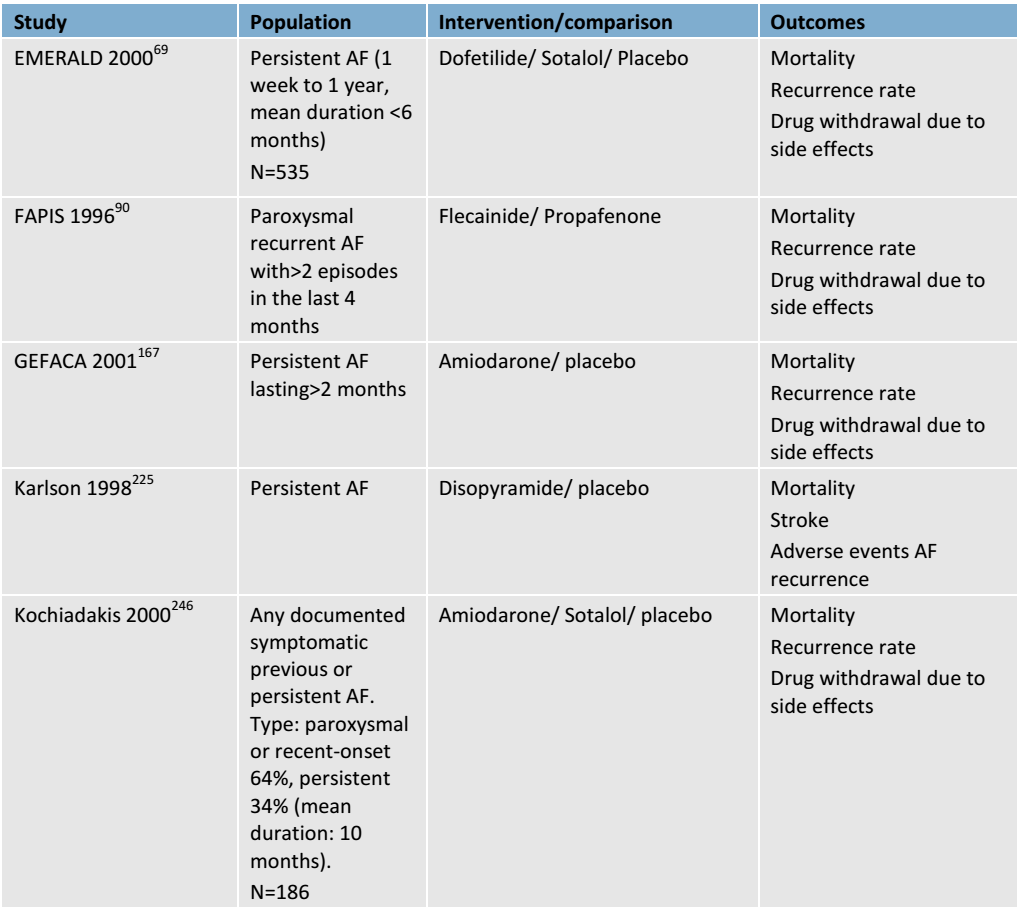 Study Population Intervention/comparison Outcomes
EMERALD 2000⁶⁹ Persistent AF (1 Dofetilide/ Sotalol/ Placebo Mortality
week to 1 year, Recurrence rate
mean duration <6 Drug withdrawal due to
months) side effects
N=535
FAPIS 1996⁹⁰ Paroxysmal Flecainide/ Propafenone Mortality
recurrent AF Recurrence rate
with>2 episodes Drug withdrawal due to
in the last 4 side effects
months
GEFACA 2001¹⁶⁷ Persistent AF Amiodarone/ placebo Mortality
lasting>2 months Recurrence rate
Drug withdrawal due to
side effects
Karlson 1998²²⁵ Persistent AF Disopyramide/ placebo Mortality
Stroke
Adverse events AF
recurrence
Kochiadakis 2000²⁴⁶ Any documented Amiodarone/ Sotalol/ placebo Mortality
symptomatic Recurrence rate
previous or Drug withdrawal due to
persistent AF. side effects
Type: paroxysmal
or recent-onset
64%, persistent
34% (mean
duration: 10
months).
N=186